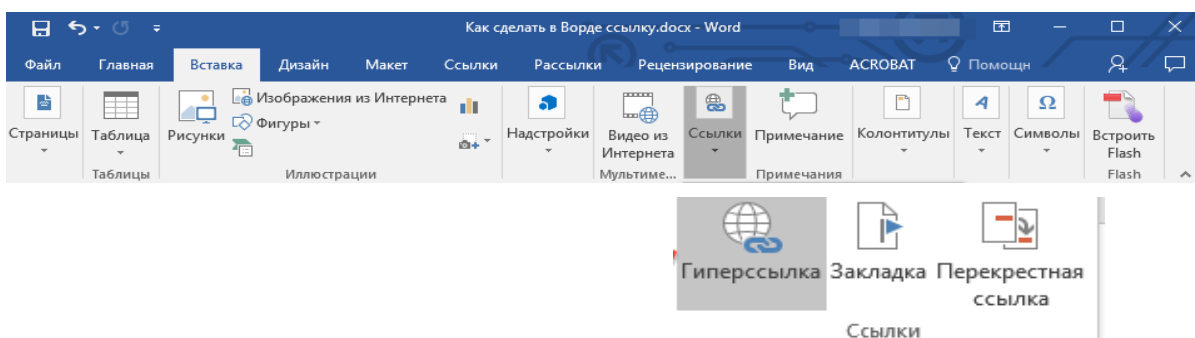 Как сделать в Ворде ссылку.docx - Word
Файл Главная Вставка Дизайн Макет Ссылки Рассылки Рецензирование Вид ACROBAT Помощн
Страницы Таблица Рисунки Изображения из Интернета Фигуры Надстройки Видео из Интернета Ссылки Примечание Колонтитулы Текст Символы Встроить Flash
Таблицы Иллюстрации Мультиме... Примечания Flash
Гиперссылка Закладка Перекрестная
ссылка
Ссылки